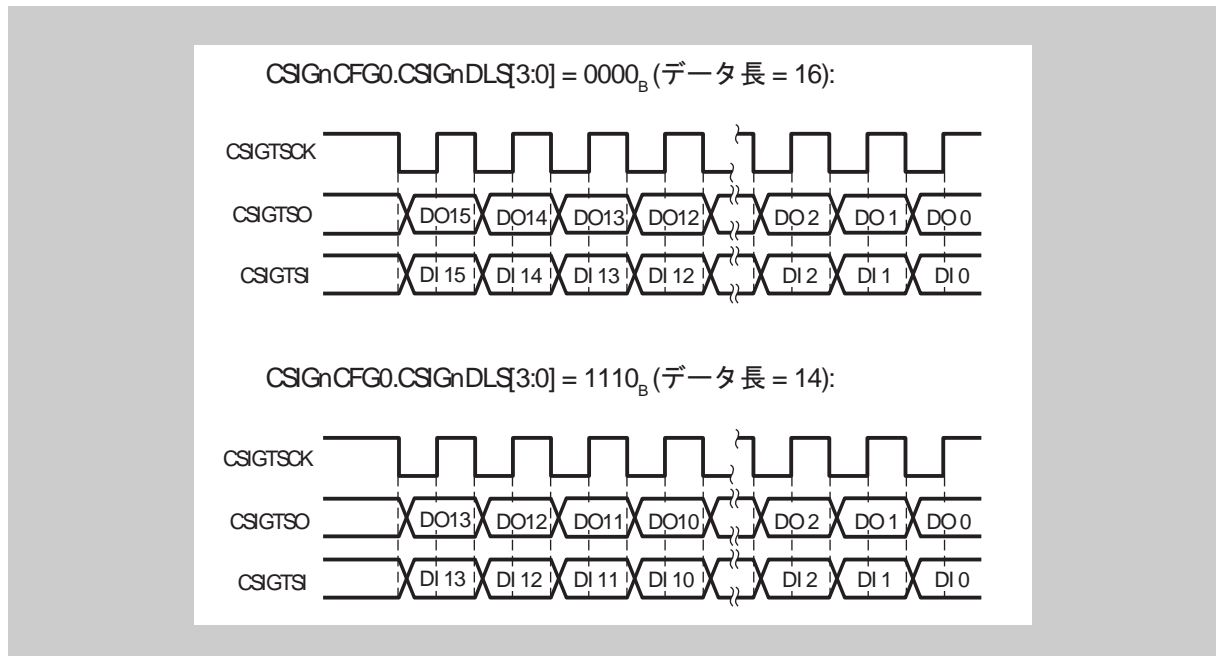 CSIGnCFG0.CSIGnDLS[3:0] = 0000B (データ長 = 16):
CSIGTSCK
CSIGTSO DO15 DO14 DO13 DO12 DO 2 DO 1 DO 0
CSIGTSI DI 15 DI 14 DI 13 DI 12 DI 2 DI 1 DI 0
CSIGnCFG0.CSIGnDLS[3:0] = 1110B (データ長 = 14):
CSIGTSCK
CSIGTSO DO13 DO12 DO11 DO10 DO 2 DO 1 DO 0
CSIGTSI DI 13 DI 12 DI 11 DI 10 DI 2 DI 1 DI 0